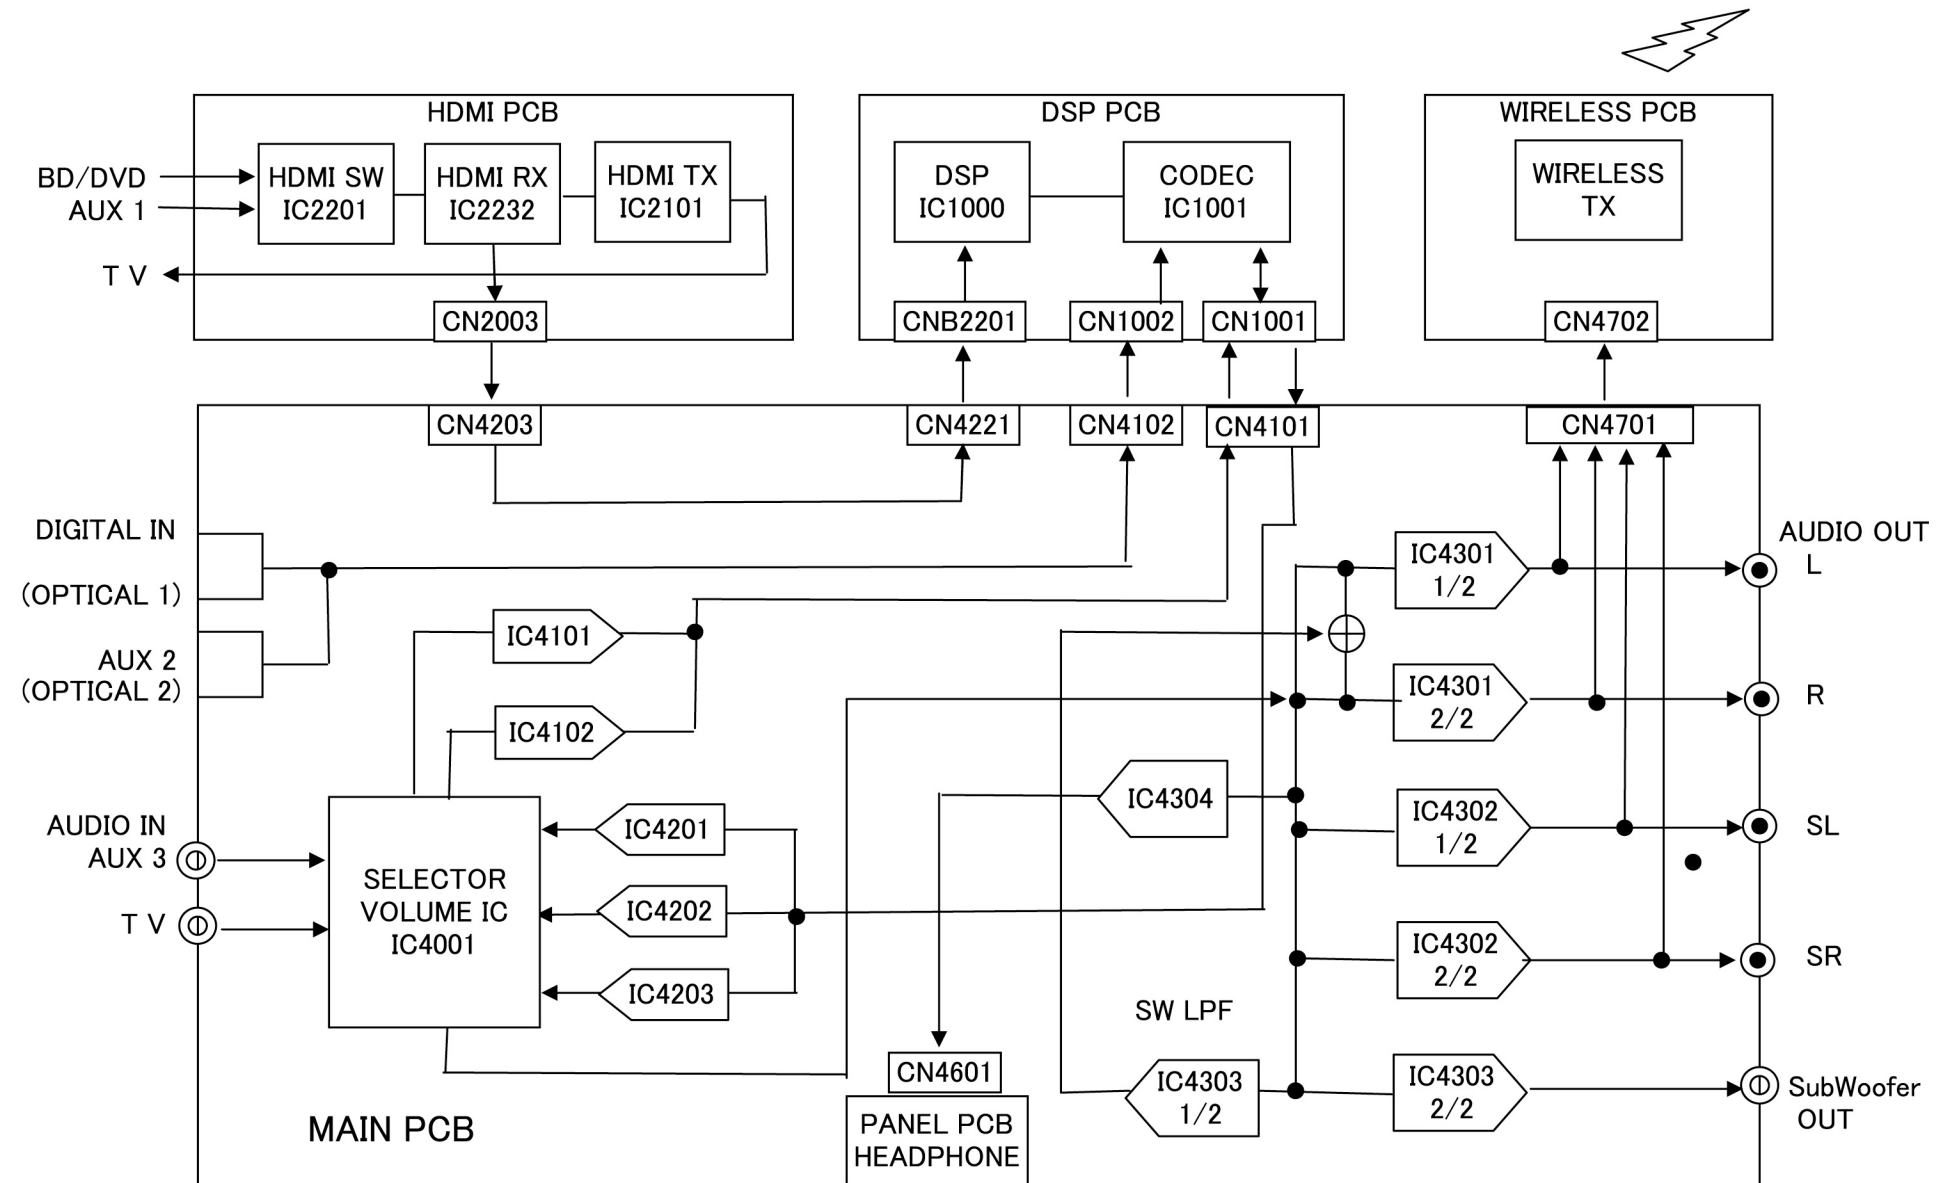 HDMI PCB
DSP PCB
WIRELESS PCB
BD/DVD
AUX 1
T V
HDMI SW
IC2201
HDMI RX
IC2232
HDMI TX
IC2101
DSP
IC1000
CODEC
IC1001
WIRELESS
TX
CN2003
CNB2201
CN1002
CN1001
CN4702
CN4203
CN4221
CN4102
CN4101
CN4701
DIGITAL IN
(OPTICAL 1)
AUX 2
(OPTICAL 2)
IC4101
IC4102
IC4301
1/2
AUDIO OUT
L
IC4301
2/2
R
AUDIO IN
AUX 3
T V
SELECTOR
VOLUME IC
IC4001
IC4201
IC4202
IC4203
IC4304
IC4302
1/2
SL
IC4302
2/2
SR
SW LPF
CN4601
IC4303
1/2
IC4303
2/2
SubWoofer
OUT
MAIN PCB
PANEL PCB
HEADPHONE